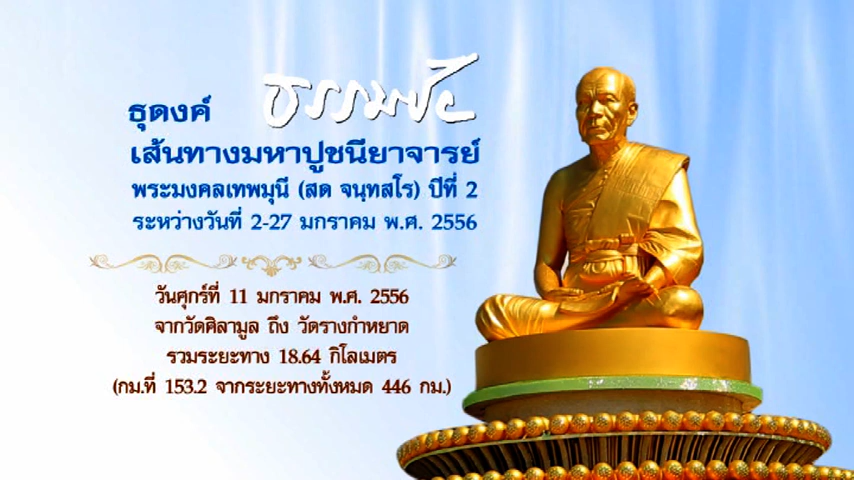 ธุดงค์ ธรรมชัย
เส้นทางมหาปูชนียาจารย์
พระมงคลเทพมุนี (สด จนฺทสโร) ปีที่ 2
ระหว่างวันที่ 2-27 มกราคม พ.ศ. 2556
วันศุกร์ที่ 11 มกราคม พ.ศ. 2556
จากวัดศิลามูล ถึง วัดรางกำหยาด
รวมระยะทาง 18.64 กิโลเมตร
(กม.ที่ 153.2 จากระยะทางทั้งหมด 446 กม.)